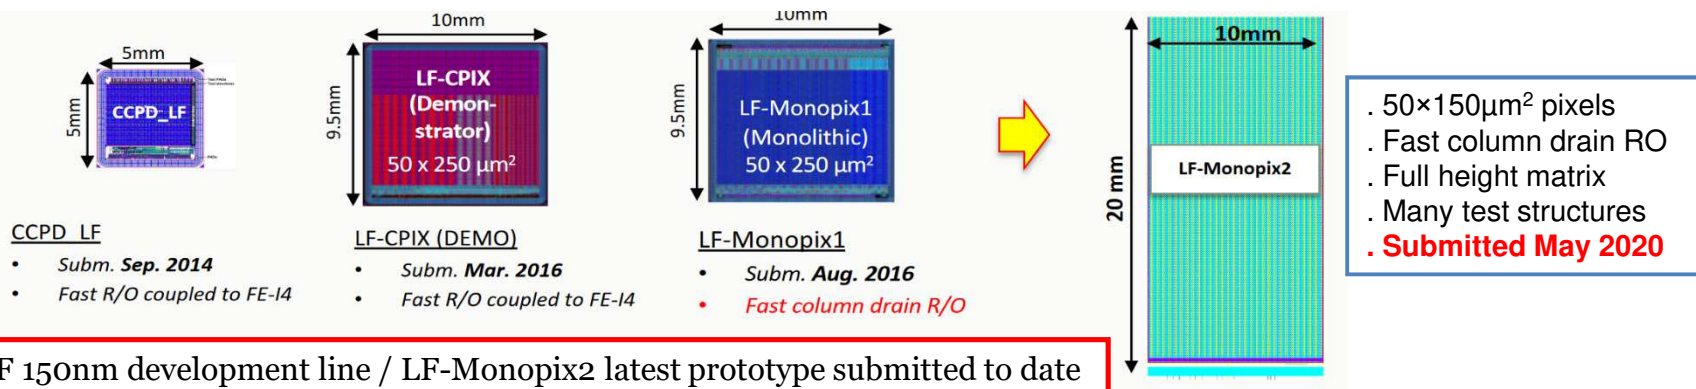 5mm
5mm
CCPD_LF
CCPD LF
• Subm. Sep. 2014
• Fast R/O coupled to FE-I4
10mm
9.5mm
LF-CPIX
(Demon-
strator)
50 x 250 µm²
LF-CPIX (DEMO)
• Subm. Mar. 2016
• Fast R/O coupled to FE-I4
10mm
9.5mm
LF-Monopix1
(Monolithic)
50 x 250 µm²
LF-Monopix1
• Subm. Aug. 2016
• Fast column drain R/O
10mm
20 mm
LF-Monopix2
. 50×150µm² pixels
. Fast column drain RO
. Full height matrix
. Many test structures
. Submitted May 2020
F 150nm development line / LF-Monopix2 latest prototype submitted to date